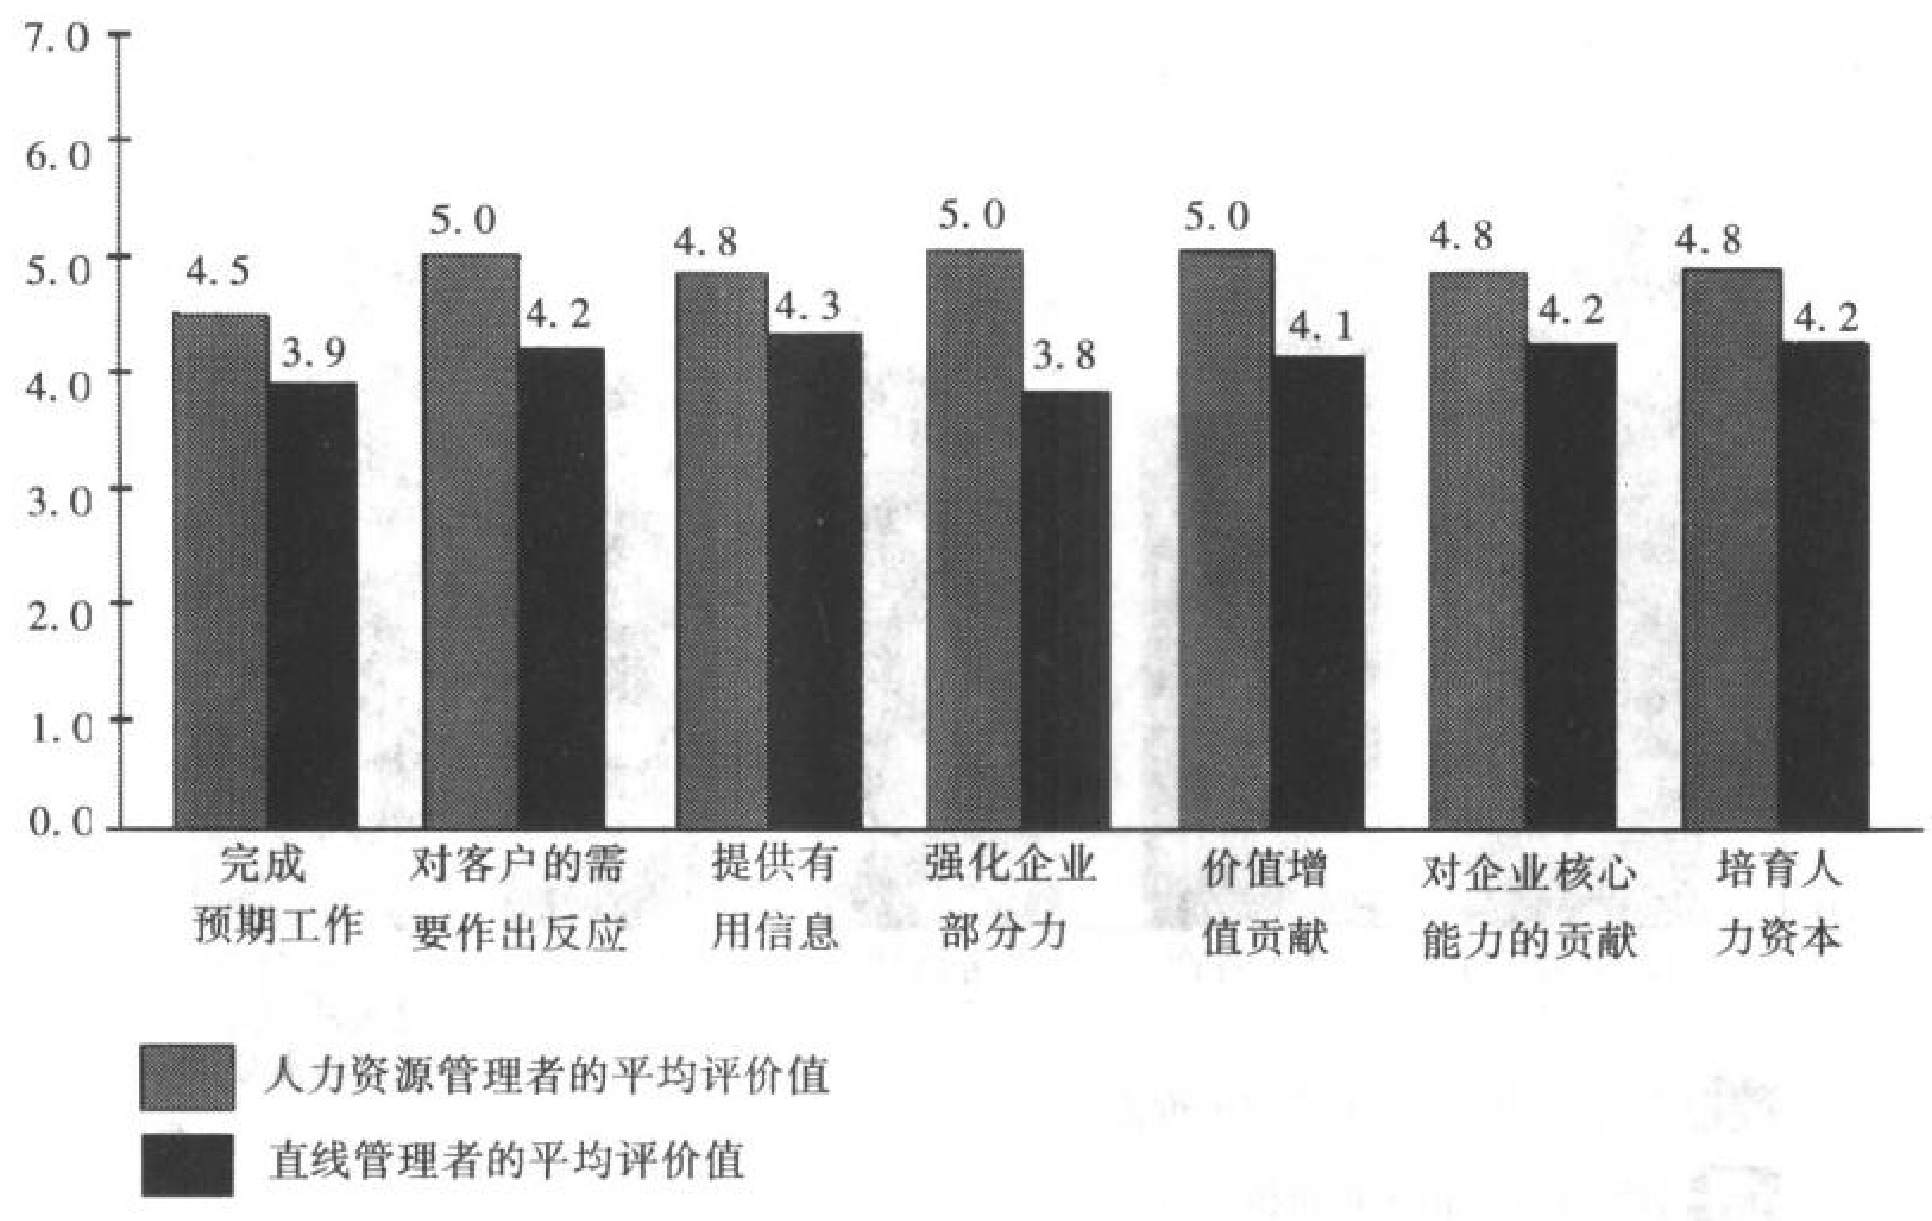 7.0
6.0
5.0
4.0
3.0
2.0
1.0
0.0
4.5
3.9
5.0
4.2
4.8
4.3
5.0
3.8
5.0
4.1
4.8
4.2
4.8
4.2
完成
预期工作
对客户的需
要作出反应
提供有
用信息
强化企业
部分力
价值增
值贡献
对企业核心
能力的贡献
培育人
力资本
人力资源管理者的平均评价值
直线管理者的平均评价值